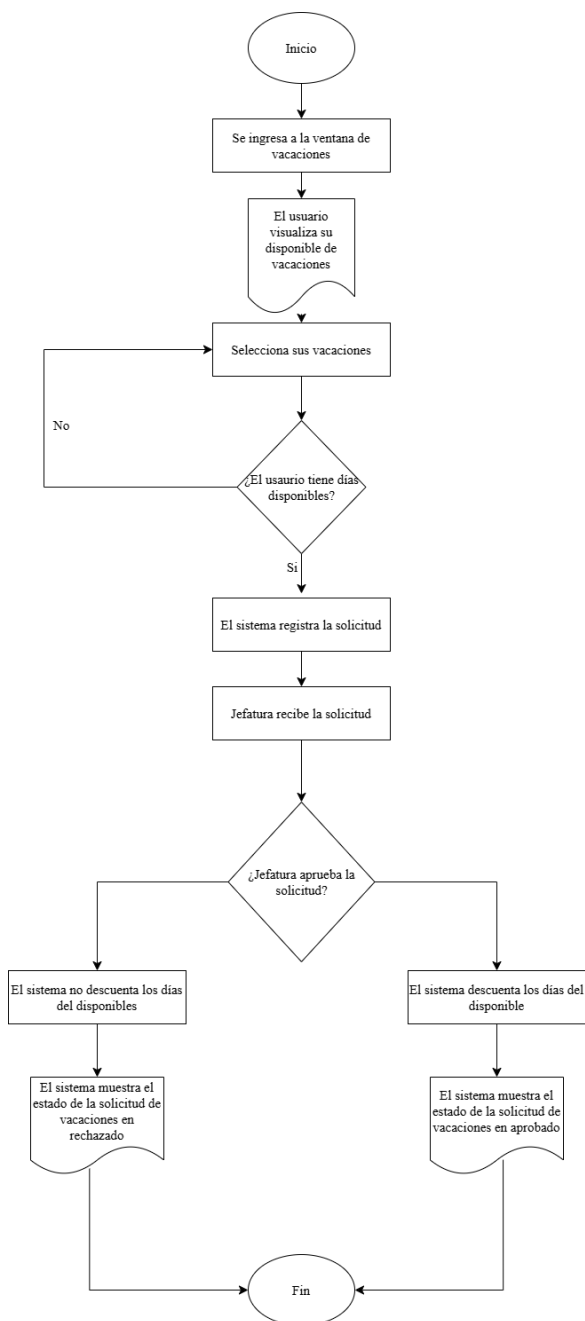 Inicio
Se ingresa a la ventana de
vacaciones
El usuario
visualiza su
disponible de
vacaciones
Selecciona sus vacaciones
No
¿El usaurio tiene días
disponibles?
Si
El sistema registra la solicitud
Jefatura recibe la solicitud
¿Jefatura aprueba la
solicitud?
El sistema no descuenta los días
del disponibles
El sistema descuenta los días del
disponible
El sistema muestra el
estado de la solicitud de
vacaciones en
rechazado
El sistema muestra el
estado de la solicitud de
vacaciones en aprobado
Fin